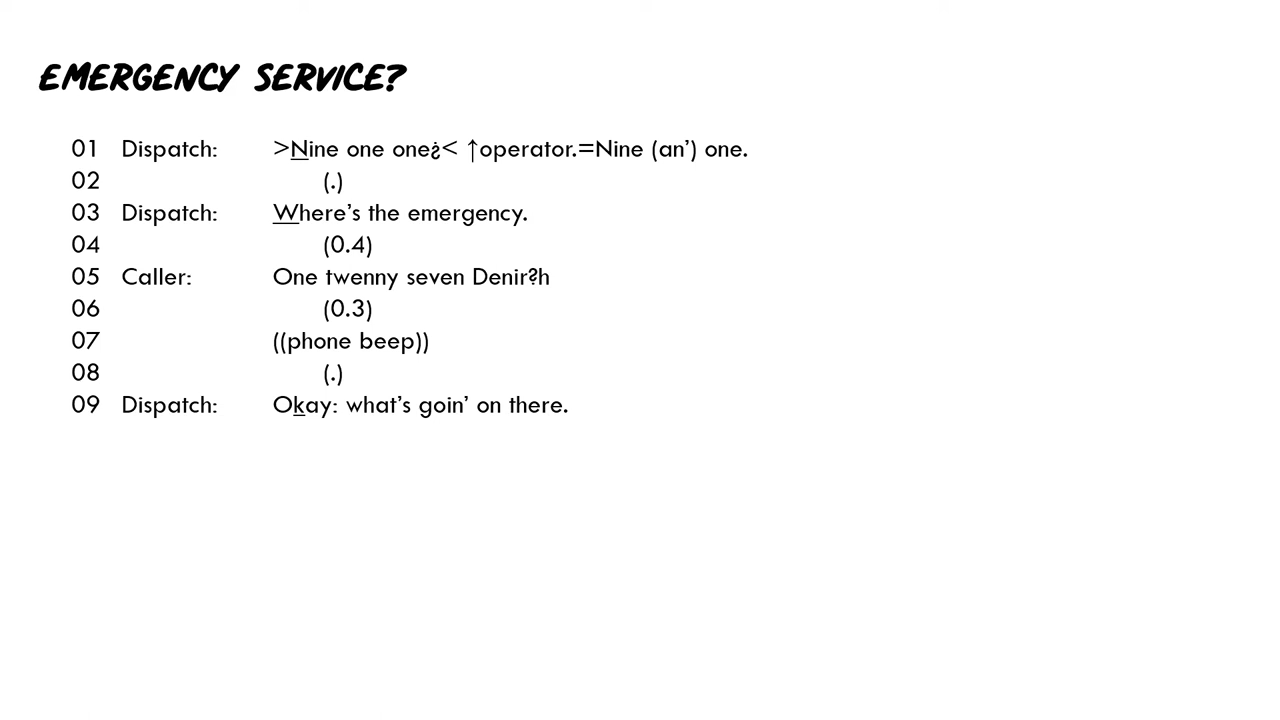 EMERGENCY SERVICE?
01 Dispatch: >Nine one one¿< ↑operator.=Nine (an’) one.
02 (.)
03 Dispatch: Where’s the emergency.
04 (0.4)
05 Caller: One twenny seven Denir?h
06 (0.3)
07 ((phone beep))
08 (.)
09 Dispatch: Okay: what’s goin’ on there.